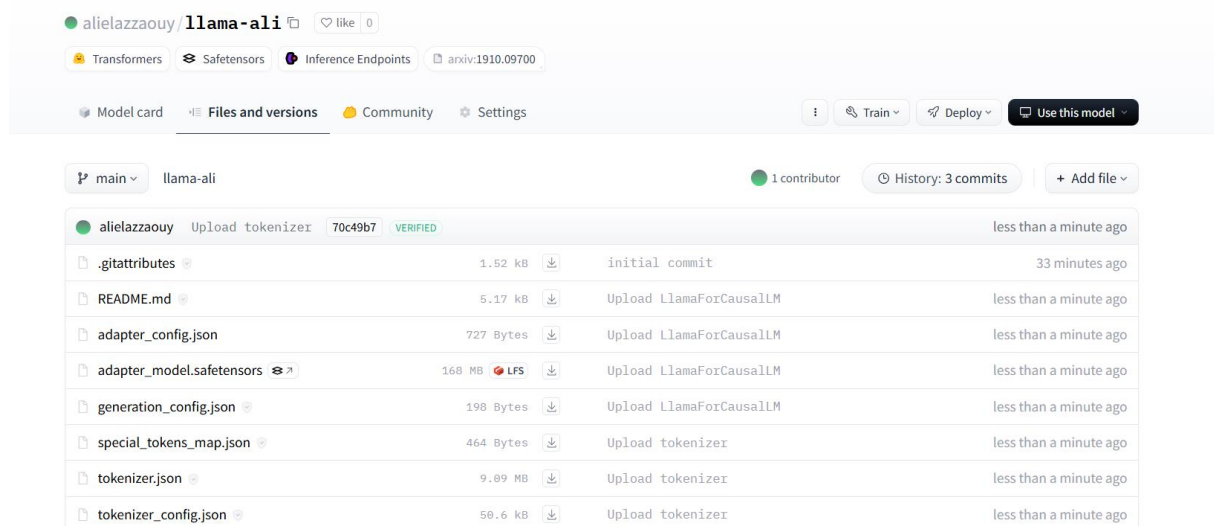 alielazzaouy/llama-ali like 0
Transformers Safetensors Inference Endpoints arxiv:1910.09700
Model card Files and versions Community Settings Train Deploy Use this model
main llama-ali 1 contributor History: 3 commits + Add file
alielazzaouy Upload tokenizer 70c49b7 VERIFIED less than a minute ago
.gitattributes 1.52 kB initial commit 33 minutes ago
README.md 5.17 kB Upload LlamaForCausalLM less than a minute ago
adapter_config.json 727 Bytes Upload LlamaForCausalLM less than a minute ago
adapter_model.safetensors 168 MB LFS Upload LlamaForCausalLM less than a minute ago
generation_config.json 198 Bytes Upload LlamaForCausalLM less than a minute ago
special_tokens_map.json 464 Bytes Upload tokenizer less than a minute ago
tokenizer.json 9.09 MB Upload tokenizer less than a minute ago
tokenizer_config.json 50.6 kB Upload tokenizer less than a minute ago